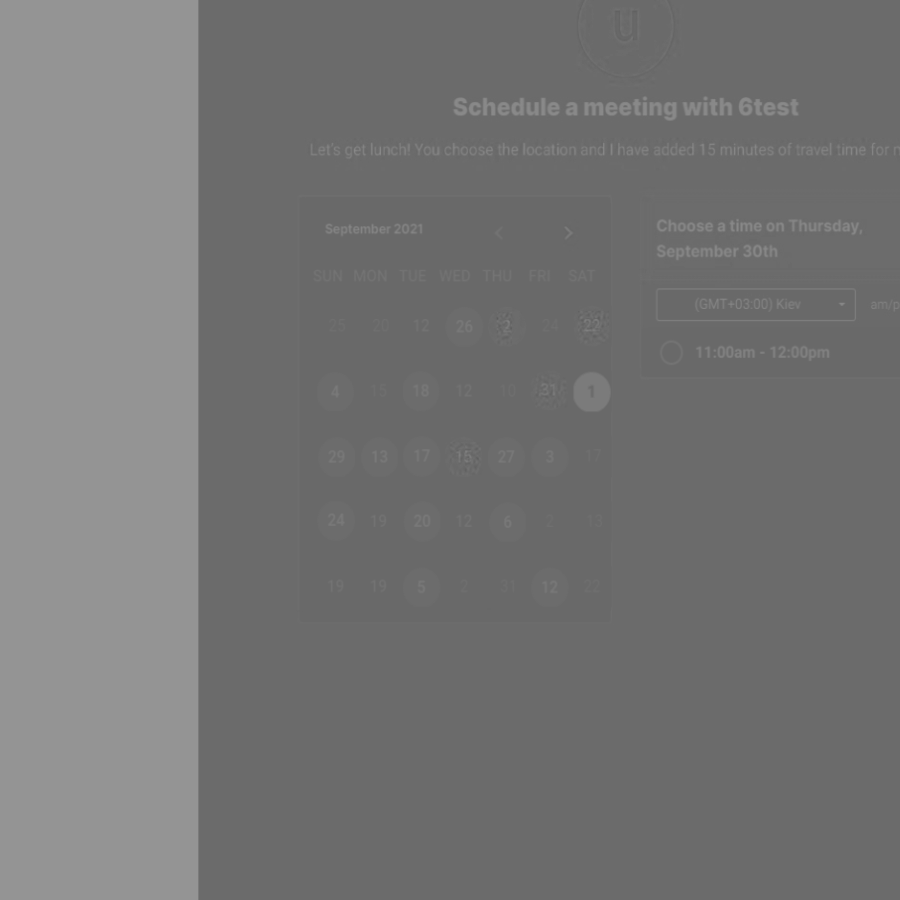 u
Schedule a meeting with 6test
Let's get lunch! You choose the location and I have added 15 minutes of travel time for
September 2021
SUN MON TUE WED THU FRI SAT
25 20 12 26 2 24 22
4 15 18 12 10 31 1
29 13 17 15 27 3 17
24 19 20 12 6 2 13
19 19 5 2 31 12 22
Choose a time on Thursday,
September 30th
(GMT+03:00) Kiev am/p
11:00am - 12:00pm